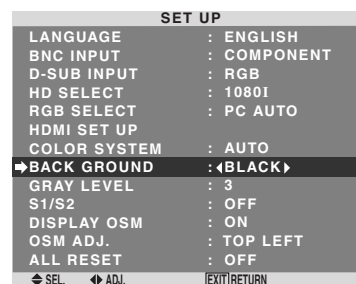 SET UP
LANGUAGE : ENGLISH
BNC INPUT : COMPONENT
D-SUB INPUT : RGB
HD SELECT : 1080I
RGB SELECT : PC AUTO
HDMI SET UP
COLOR SYSTEM : AUTO
➡BACK GROUND :◀BLACK▶
GRAY LEVEL : 3
S1/S2 : OFF
DISPLAY OSM : ON
OSM ADJ. : TOP LEFT
ALL RESET : OFF
SEL. ADJ. EXIT RETURN